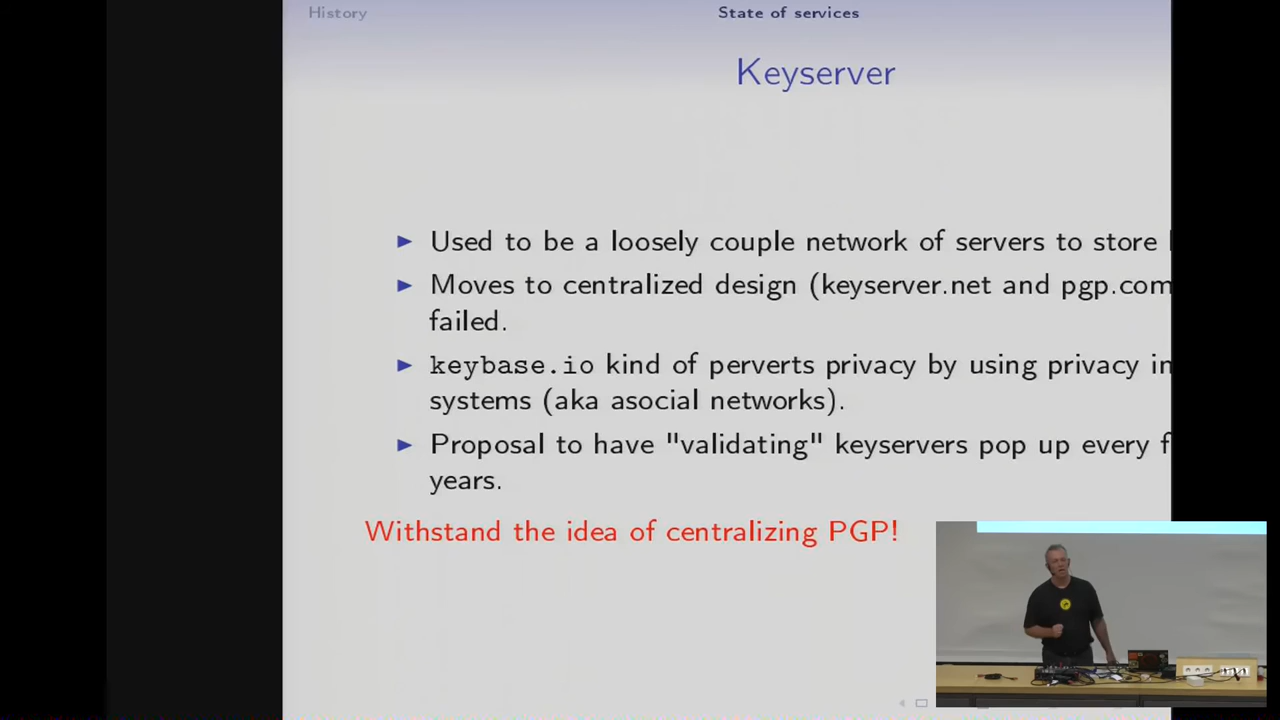 History
State of services
Keyserver
Used to be a loosely couple network of servers to store
Moves to centralized design (keyserver.net and pgp.com
failed.
keybase.io kind of perverts privacy by using privacy in
systems (aka asocial networks).
Proposal to have "validating" keyservers pop up every f
years.
Withstand the idea of centralizing PGP!